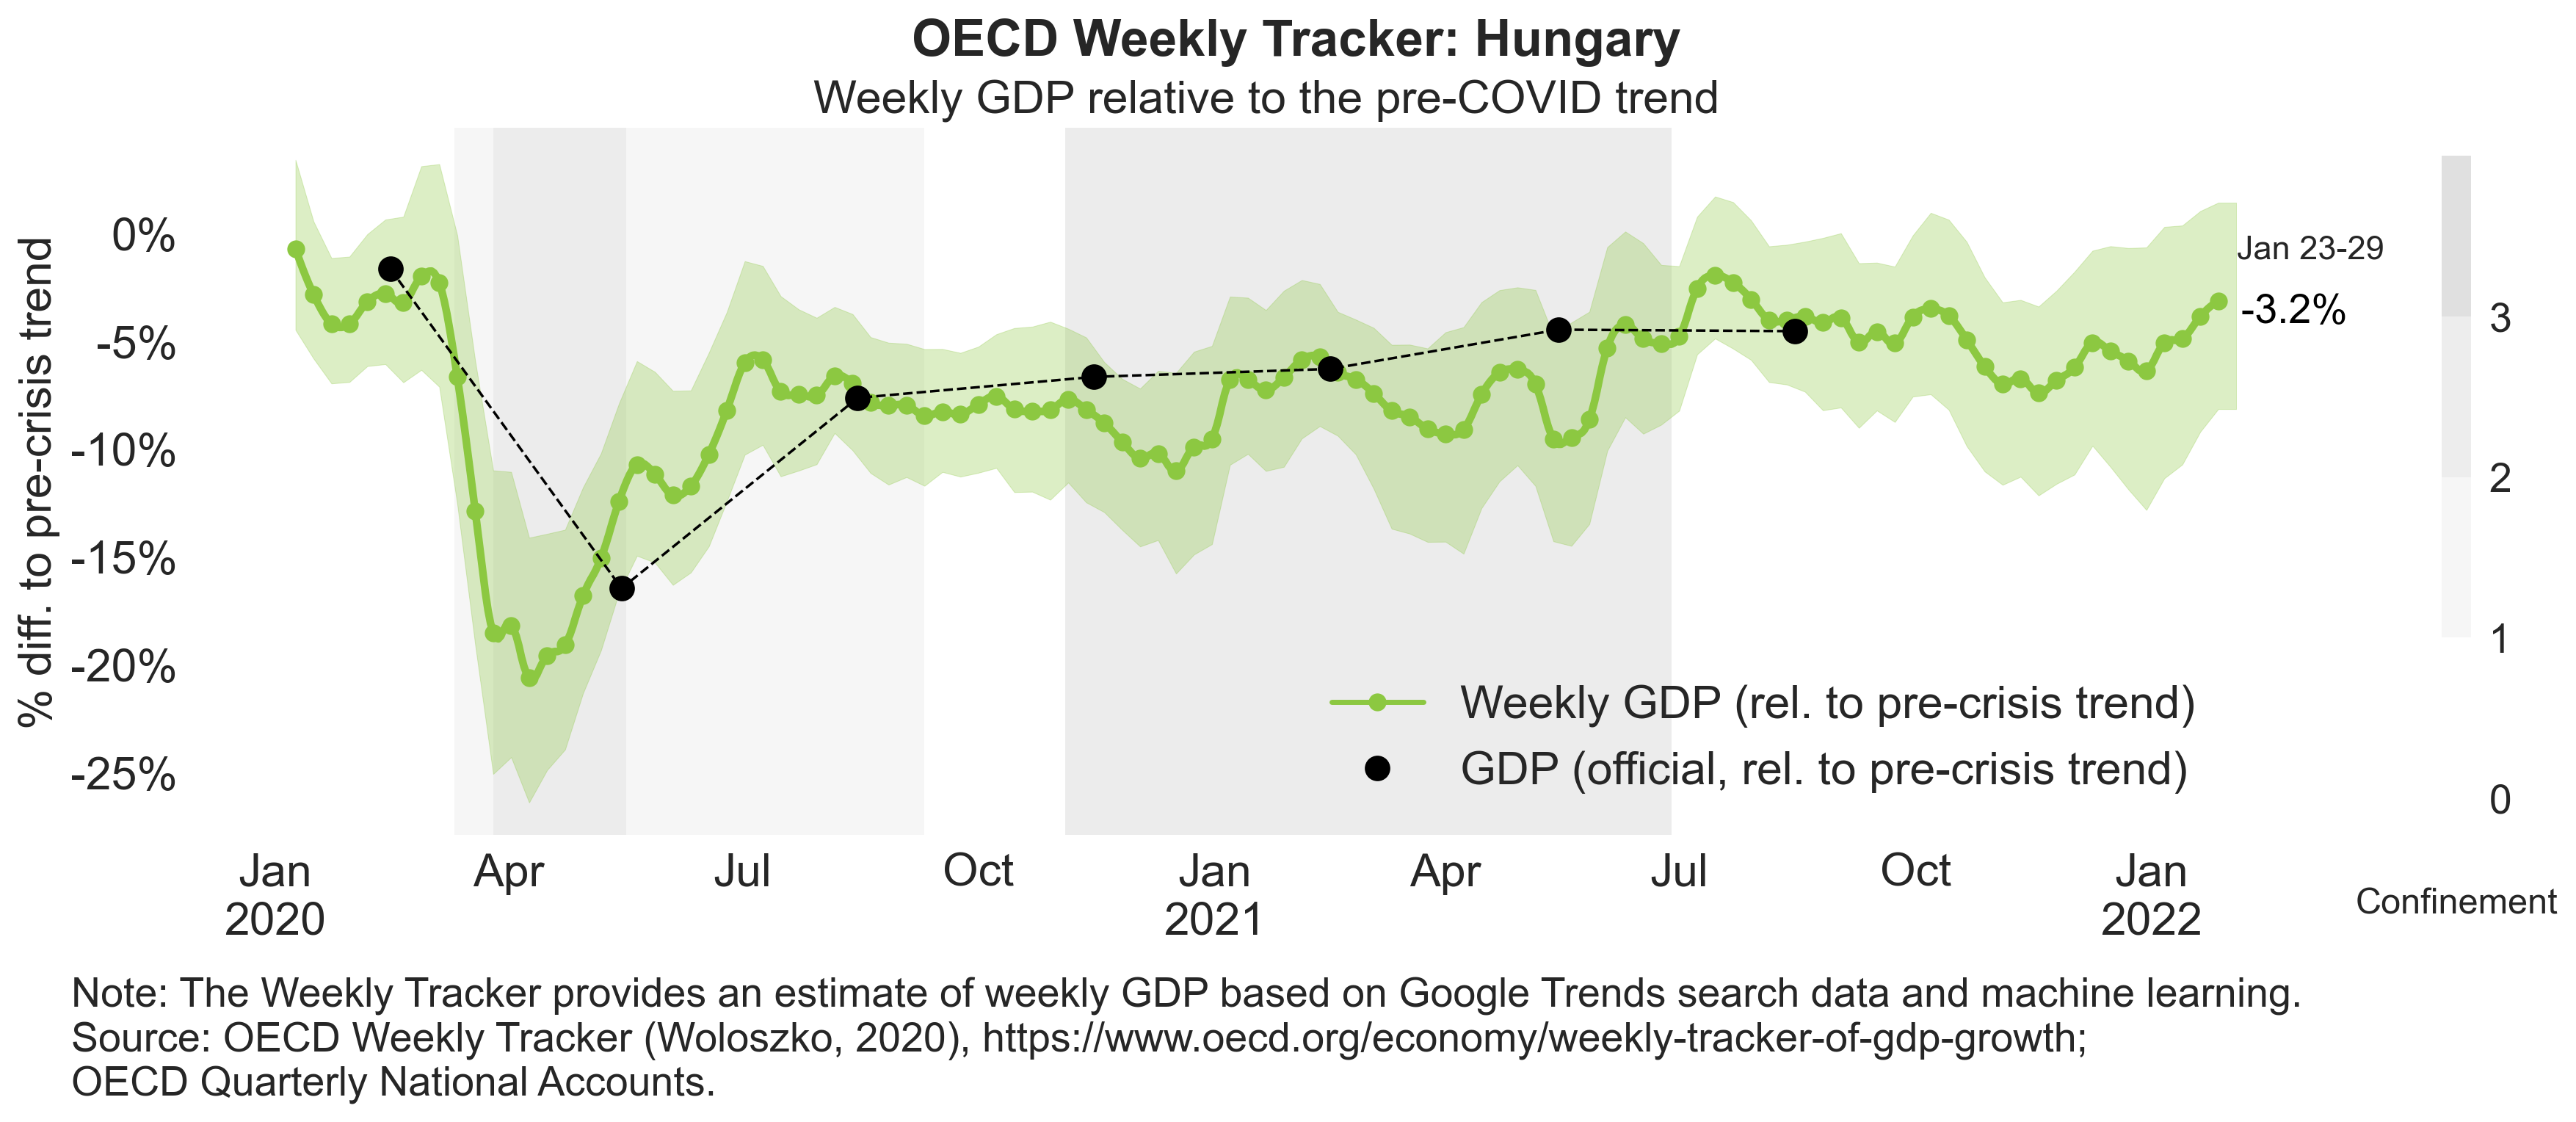 OECD Weekly Tracker: Hungary
Weekly GDP relative to the pre-COVID trend
% diff. to pre-crisis trend
0%
-5%
-10%
-15%
-20%
-25%
Jan 23-29
-3.2%
Weekly GDP (rel. to pre-crisis trend)
GDP (official, rel. to pre-crisis trend)
3
2
1
0
Confinement
Jan Apr Jul Oct Jan Apr Jul Oct Jan
2020 2021 2022
Note: The Weekly Tracker provides an estimate of weekly GDP based on Google Trends search data and machine learning.
Source: OECD Weekly Tracker (Woloszko, 2020), https://www.oecd.org/economy/weekly-tracker-of-gdp-growth;
OECD Quarterly National Accounts.